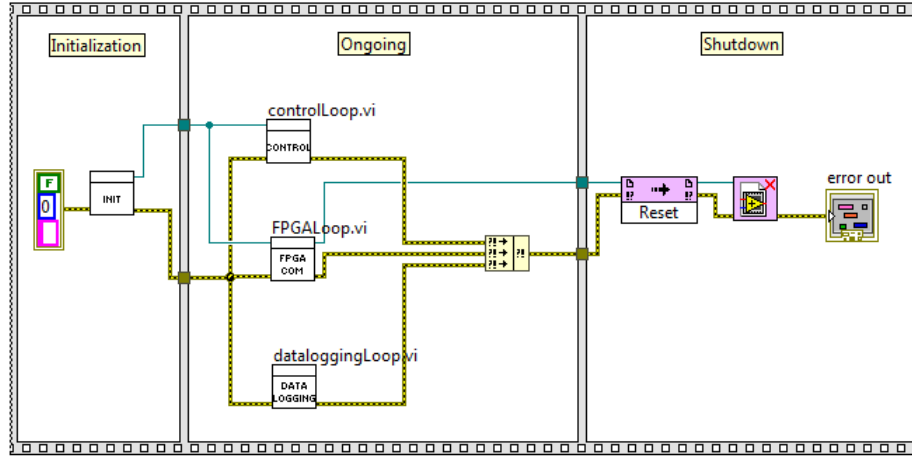 Initialization
Ongoing
Shutdown
controlLoop.vi
CONTROL
F
0
INIT
Reset
error out
FPGALoop.vi
FPGA
COM
dataloggingLoop.vi
DATA
LOGGING